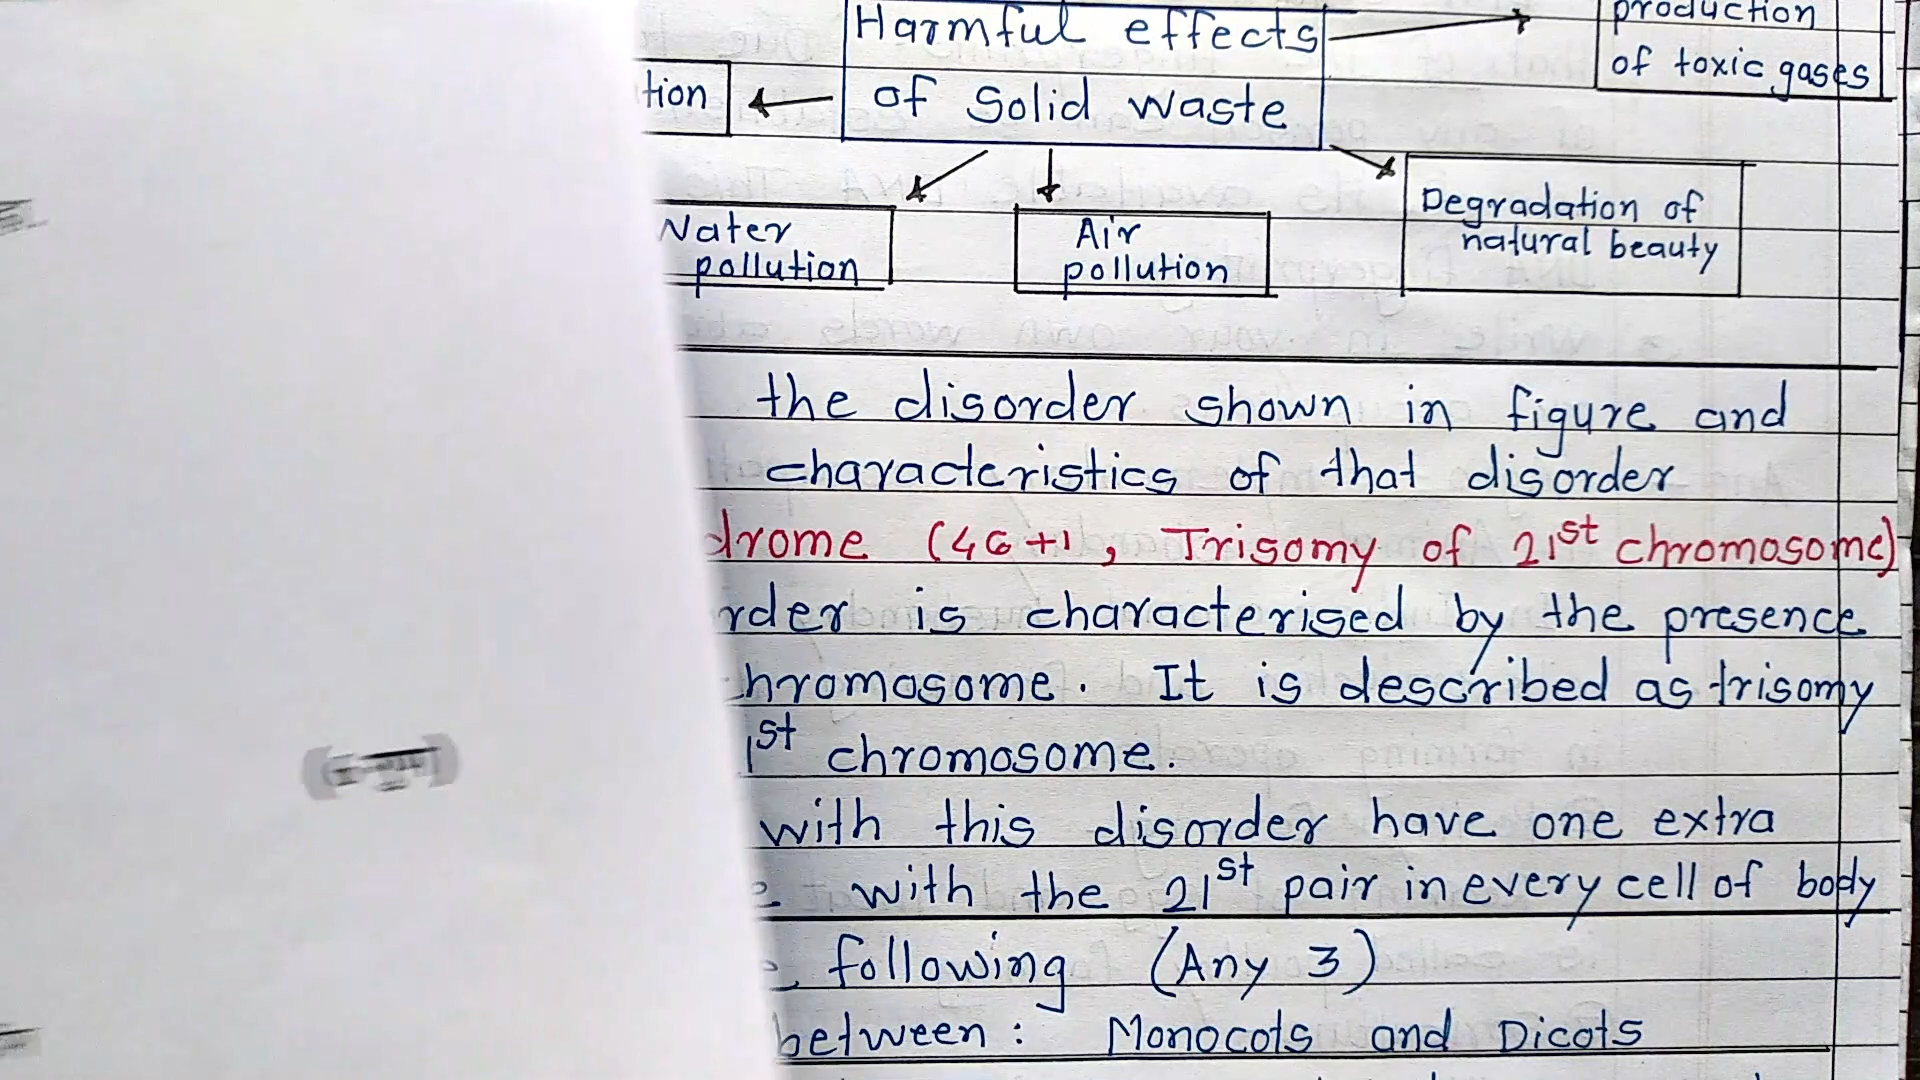 Harmful effects
of Solid waste
production
of toxic gases
tion
Water
pollution
Air
pollution
Degradation of
natural beauty
the disorder shown in figure and
characteristics of that disorder
drome (46+1, Trisomy of 21st chromosome)
rder is characterised by the presence
hromosome. It is described as trisomy
1st chromosome.
with this disorder have one extra
e with the 21st pair in every cell of body
e following (Any 3)
between: Monocots and Dicots